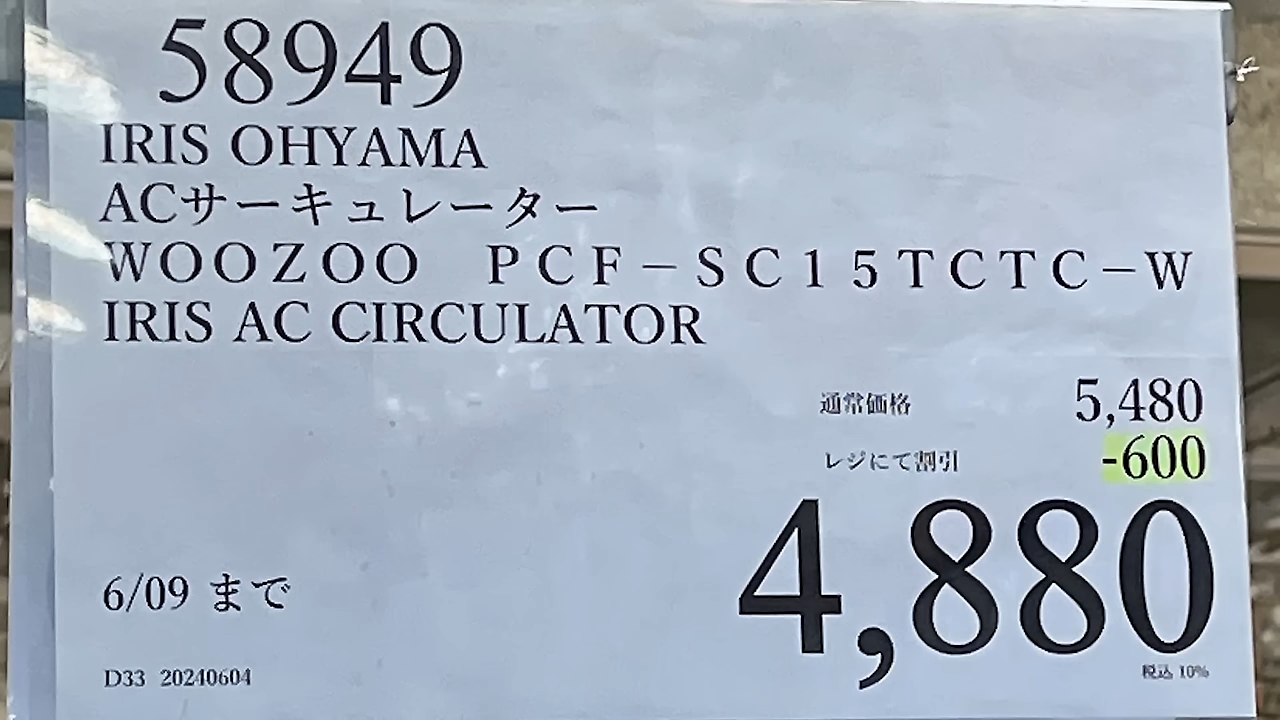 58949
IRIS OHYAMA
ACサーキュレーター
WOOZOO　PCF－SC15TCTC－W
IRIS AC CIRCULATOR
通常価格 5,480
レジにて割引 -600
4,880
6/09 まで
税込 10%
D33 20240604